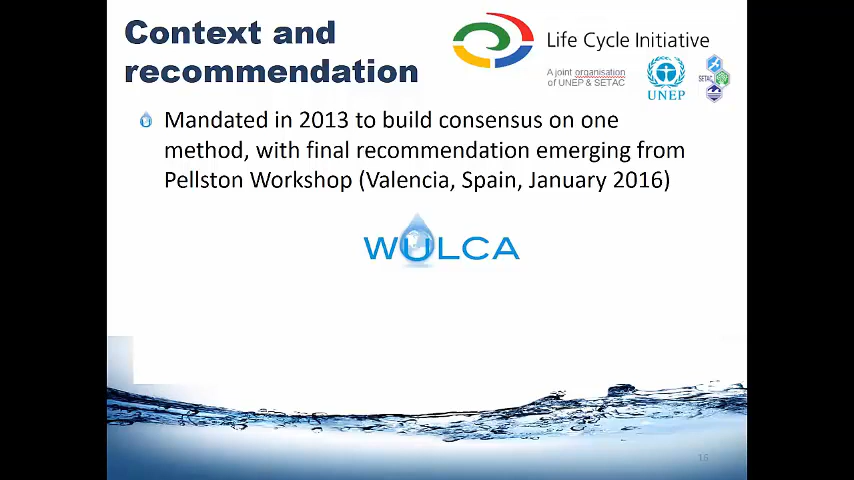 Context and
recommendation
Life Cycle Initiative
A joint organisation
of UNEP & SETAC
UNEP
SETAC
Mandated in 2013 to build consensus on one
method, with final recommendation emerging from
Pellston Workshop (Valencia, Spain, January 2016)
WULCA
15